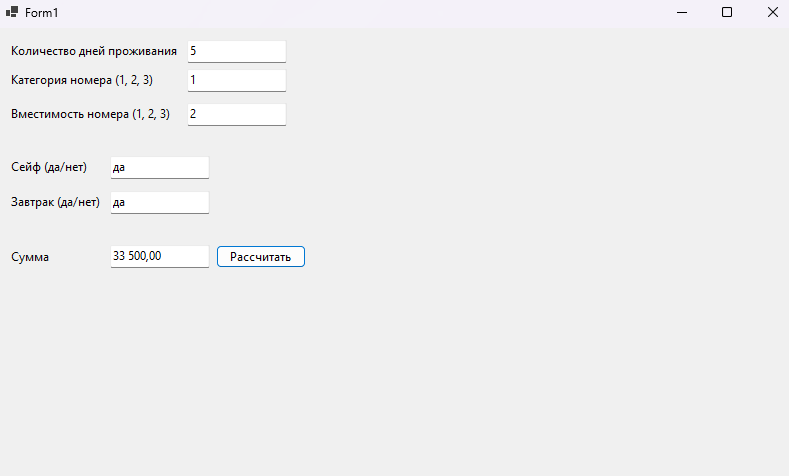 Form1
Количество дней проживания 5
Категория номера (1, 2, 3) 1
Вместимость номера (1, 2, 3) 2
Сейф (да/нет) да
Завтрак (да/нет) да
Сумма 33 500,00 Рассчитать